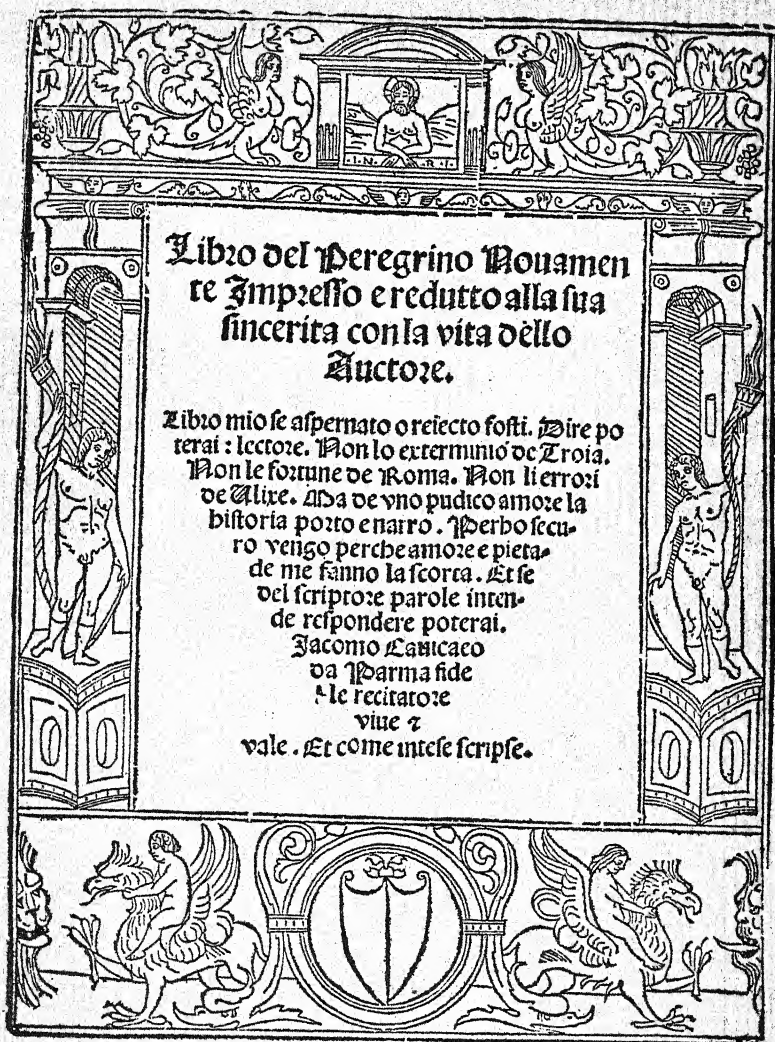 .I.N. R.I.
Libro del Peregrino Nouamen
te Impresso e redutto alla sua
sincerita con la vita dello
Auctore.
Libro mio se aspernato o reiecto fosti. Dire po
terai : lectore. Non lo exterminio de Troia.
Non le fortune de Roma. Non li errori
de Ulixe. Ma de vno pudico amore la
historia porto e narro. Perho secu-
ro vengo perche amore e pieta-
de me fanno la scorta. Et se
del scriptore parole inten-
de respondere poterai.
Jacomo Cauicaeo
da Parma fide
le recitatore
viue ⁊
vale. Et come intese scripse.